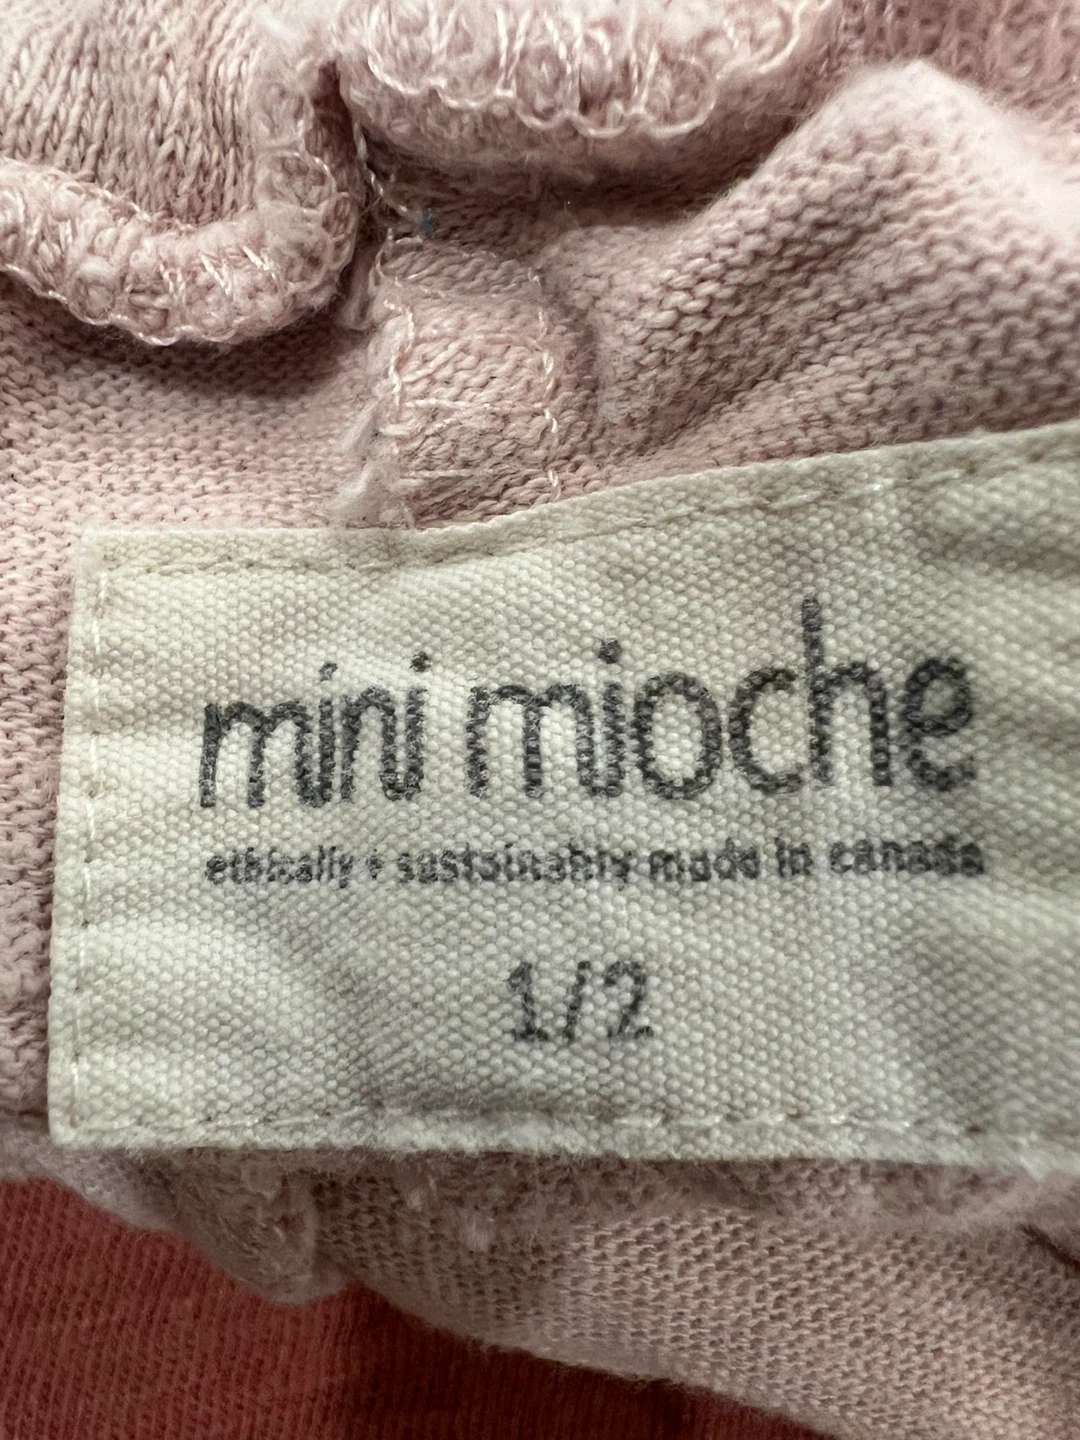 mini mioche
ethically + sustainably made in canada
1/2